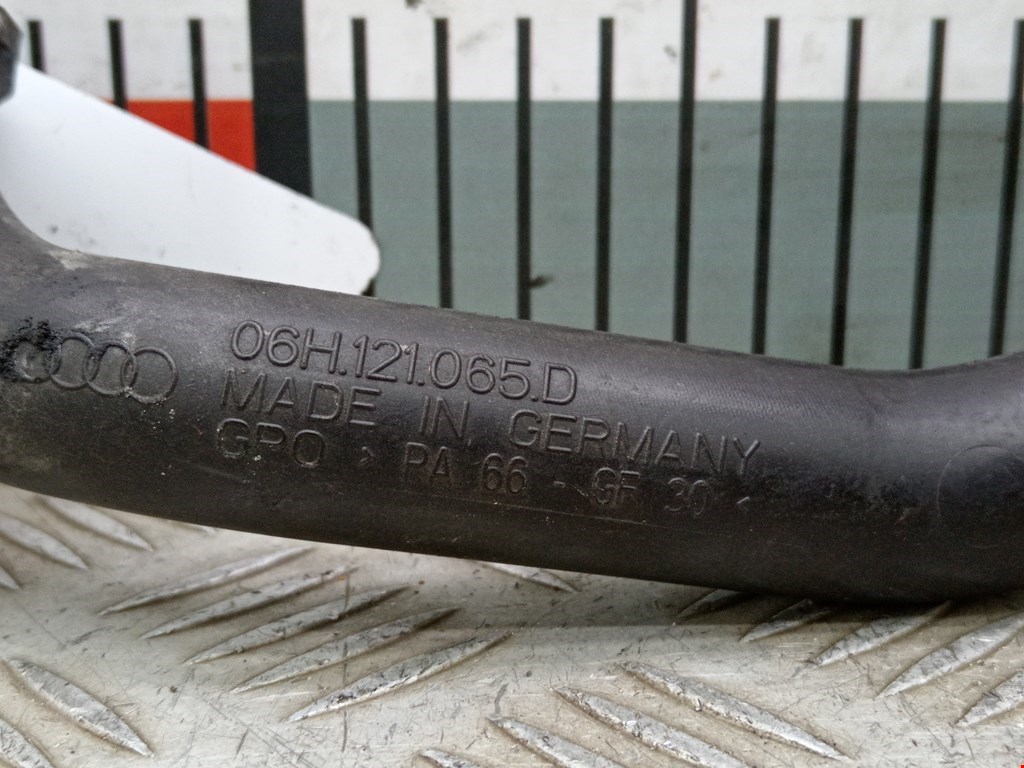 06H.121.065.D
MADE IN GERMANY
GPO > PA 66 - GF 30 <